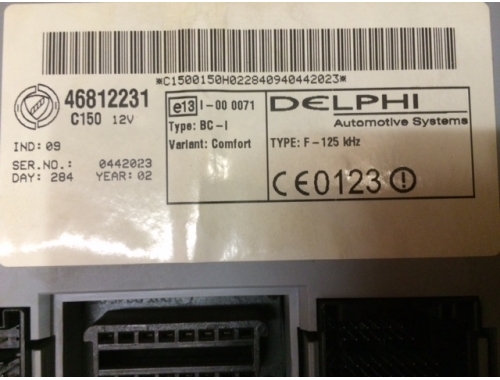 *C1500150H022840940442023*
46812231
C150 12V
IND: 09
SER.NO.: 0442023
DAY: 284 YEAR: 02
e13 I-00 0071
Type: BC-I
Variant: Comfort
DELPHI
Automotive Systems
TYPE: F-125 kHz
CE0123